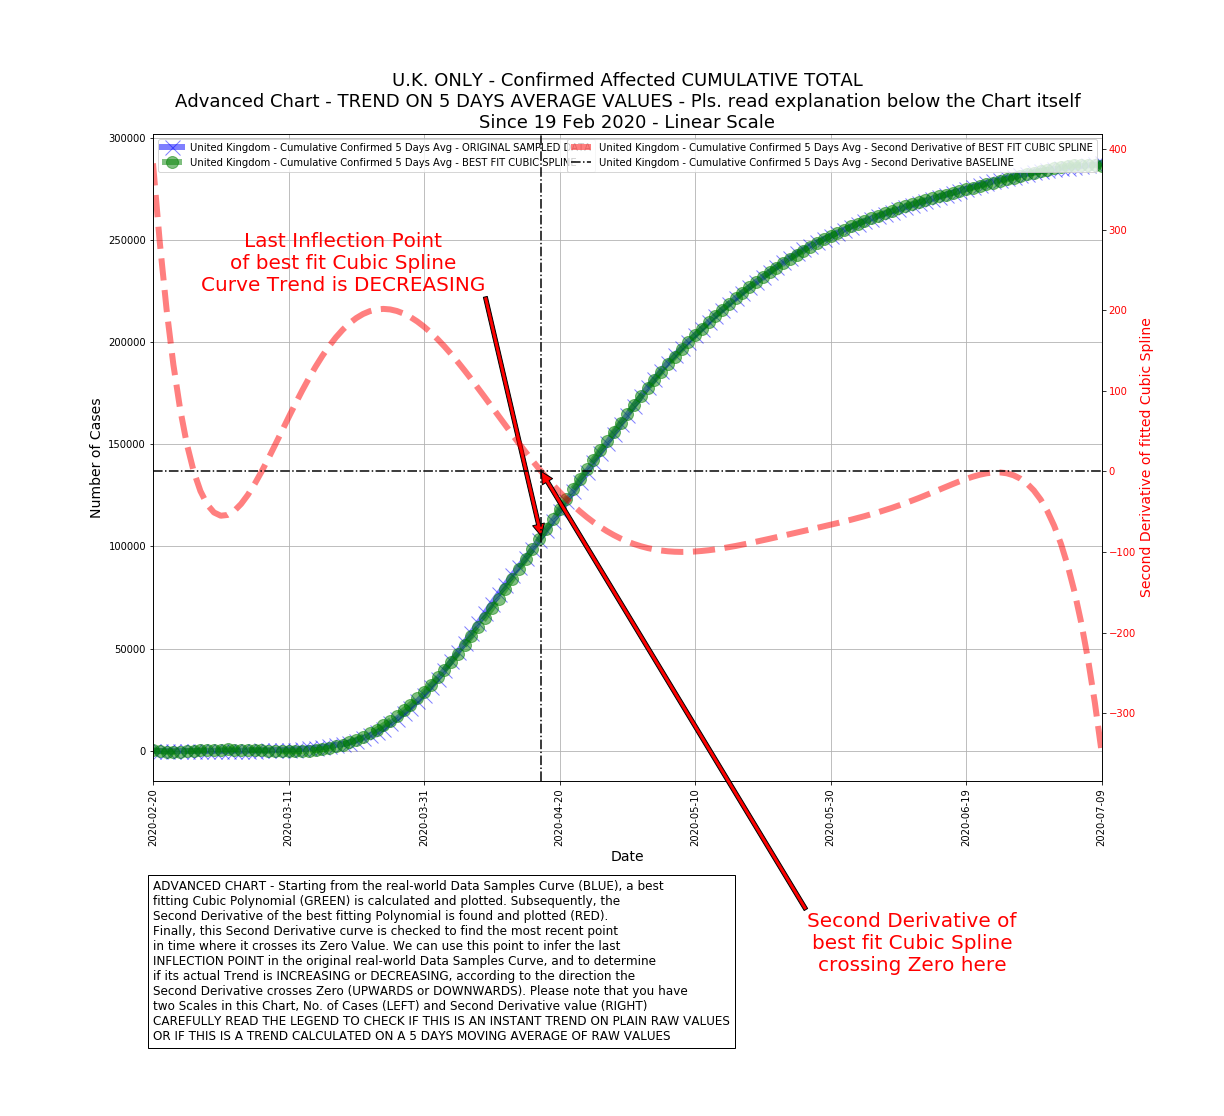 U.K. ONLY - Confirmed Affected CUMULATIVE TOTAL
Advanced Chart - TREND ON 5 DAYS AVERAGE VALUES - Pls. read explanation below the Chart itself
Since 19 Feb 2020 - Linear Scale
United Kingdom - Cumulative Confirmed 5 Days Avg - ORIGINAL SAMPLED DATA
United Kingdom - Cumulative Confirmed 5 Days Avg - BEST FIT CUBIC SPLINE
United Kingdom - Cumulative Confirmed 5 Days Avg - Second Derivative of BEST FIT CUBIC SPLINE
United Kingdom - Cumulative Confirmed 5 Days Avg - Second Derivative BASELINE
Last Inflection Point
of best fit Cubic Spline
Curve Trend is DECREASING
Number of Cases
300000
250000
200000
150000
100000
50000
0
400
300
200
100
0
−100
−200
−300
Second Derivative of fitted Cubic Spline
2020-02-20
2020-03-11
2020-03-31
2020-04-20
2020-05-10
2020-05-30
2020-06-19
2020-07-09
Date
Second Derivative of
best fit Cubic Spline
crossing Zero here
ADVANCED CHART - Starting from the real-world Data Samples Curve (BLUE), a best
fitting Cubic Polynomial (GREEN) is calculated and plotted. Subsequently, the
Second Derivative of the best fitting Polynomial is found and plotted (RED).
Finally, this Second Derivative curve is checked to find the most recent point
in time where it crosses its Zero Value. We can use this point to infer the last
INFLECTION POINT in the original real-world Data Samples Curve, and to determine
if its actual Trend is INCREASING or DECREASING, according to the direction the
Second Derivative crosses Zero (UPWARDS or DOWNWARDS). Please note that you have
two Scales in this Chart, No. of Cases (LEFT) and Second Derivative value (RIGHT)
CAREFULLY READ THE LEGEND TO CHECK IF THIS IS AN INSTANT TREND ON PLAIN RAW VALUES
OR IF THIS IS A TREND CALCULATED ON A 5 DAYS MOVING AVERAGE OF RAW VALUES